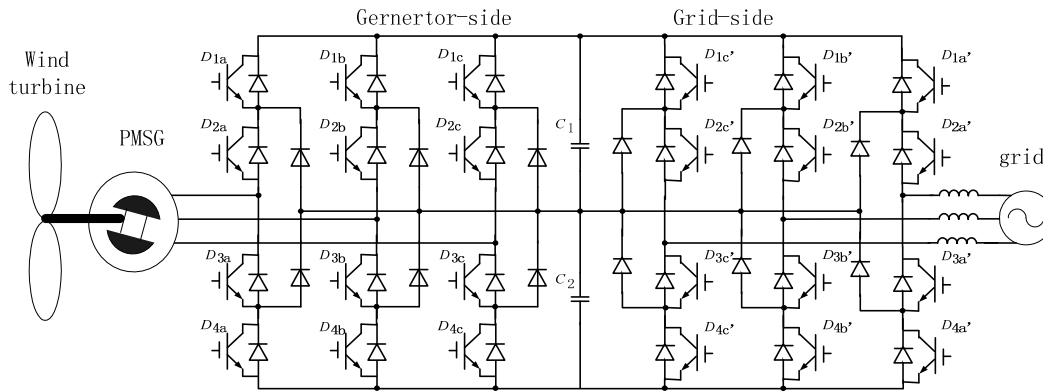 Gernertor-side Grid-side
Wind
turbine
PMSG
D1a D1b D1c D1c' D1b' D1a'
D2a D2b D2c C1 D2c' D2b' D2a'
grid
D3a D3b D3c C2 D3c' D3b' D3a'
D4a D4b D4c D4c' D4b' D4a'